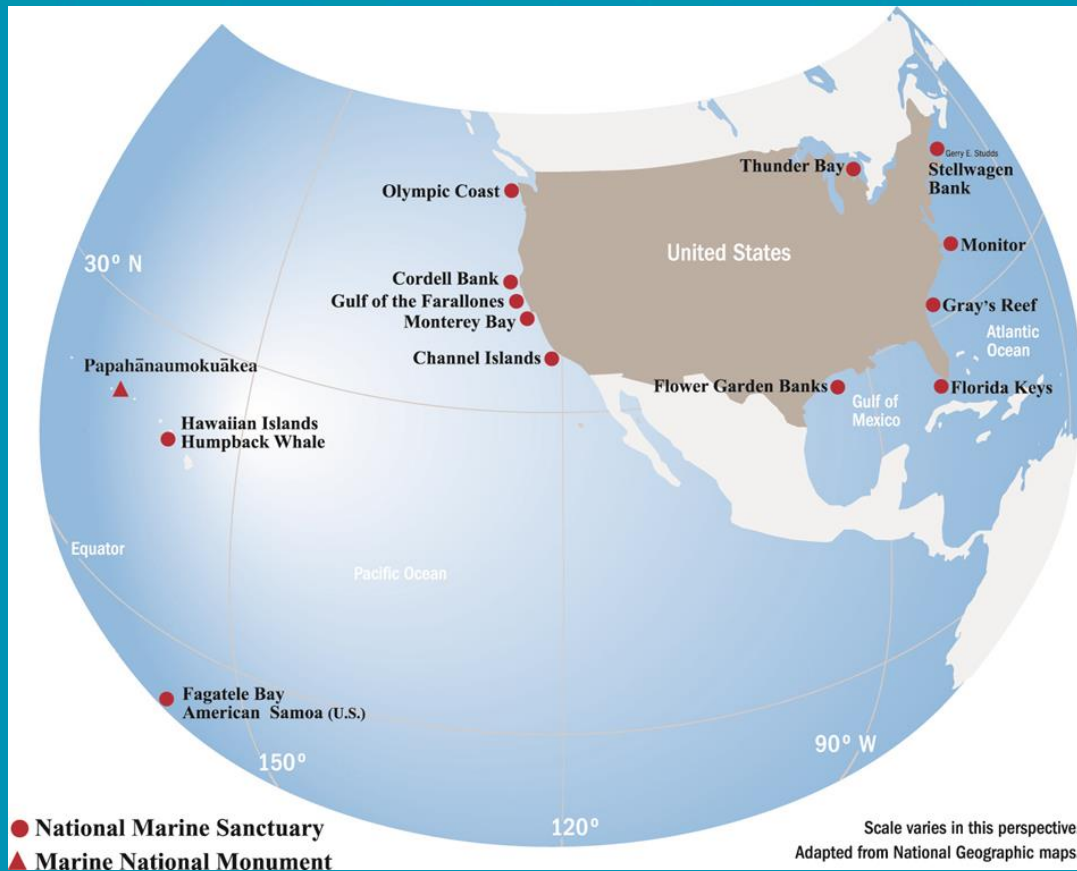 Gerry E. Studds
Stellwagen
Bank
Thunder Bay
Olympic Coast
Monitor
United States
30° N
Cordell Bank
Gulf of the Farallones
Monterey Bay
Gray's Reef
Atlantic
Ocean
Channel Islands
Papahānaumokuākea
Flower Garden Banks
Florida Keys
Gulf of
Mexico
Hawaiian Islands
Humpback Whale
Equator
Pacific Ocean
Fagatele Bay
American Samoa (U.S.)
90° W
150°
120°
National Marine Sanctuary
Marine National Monument
Scale varies in this perspective
Adapted from National Geographic maps